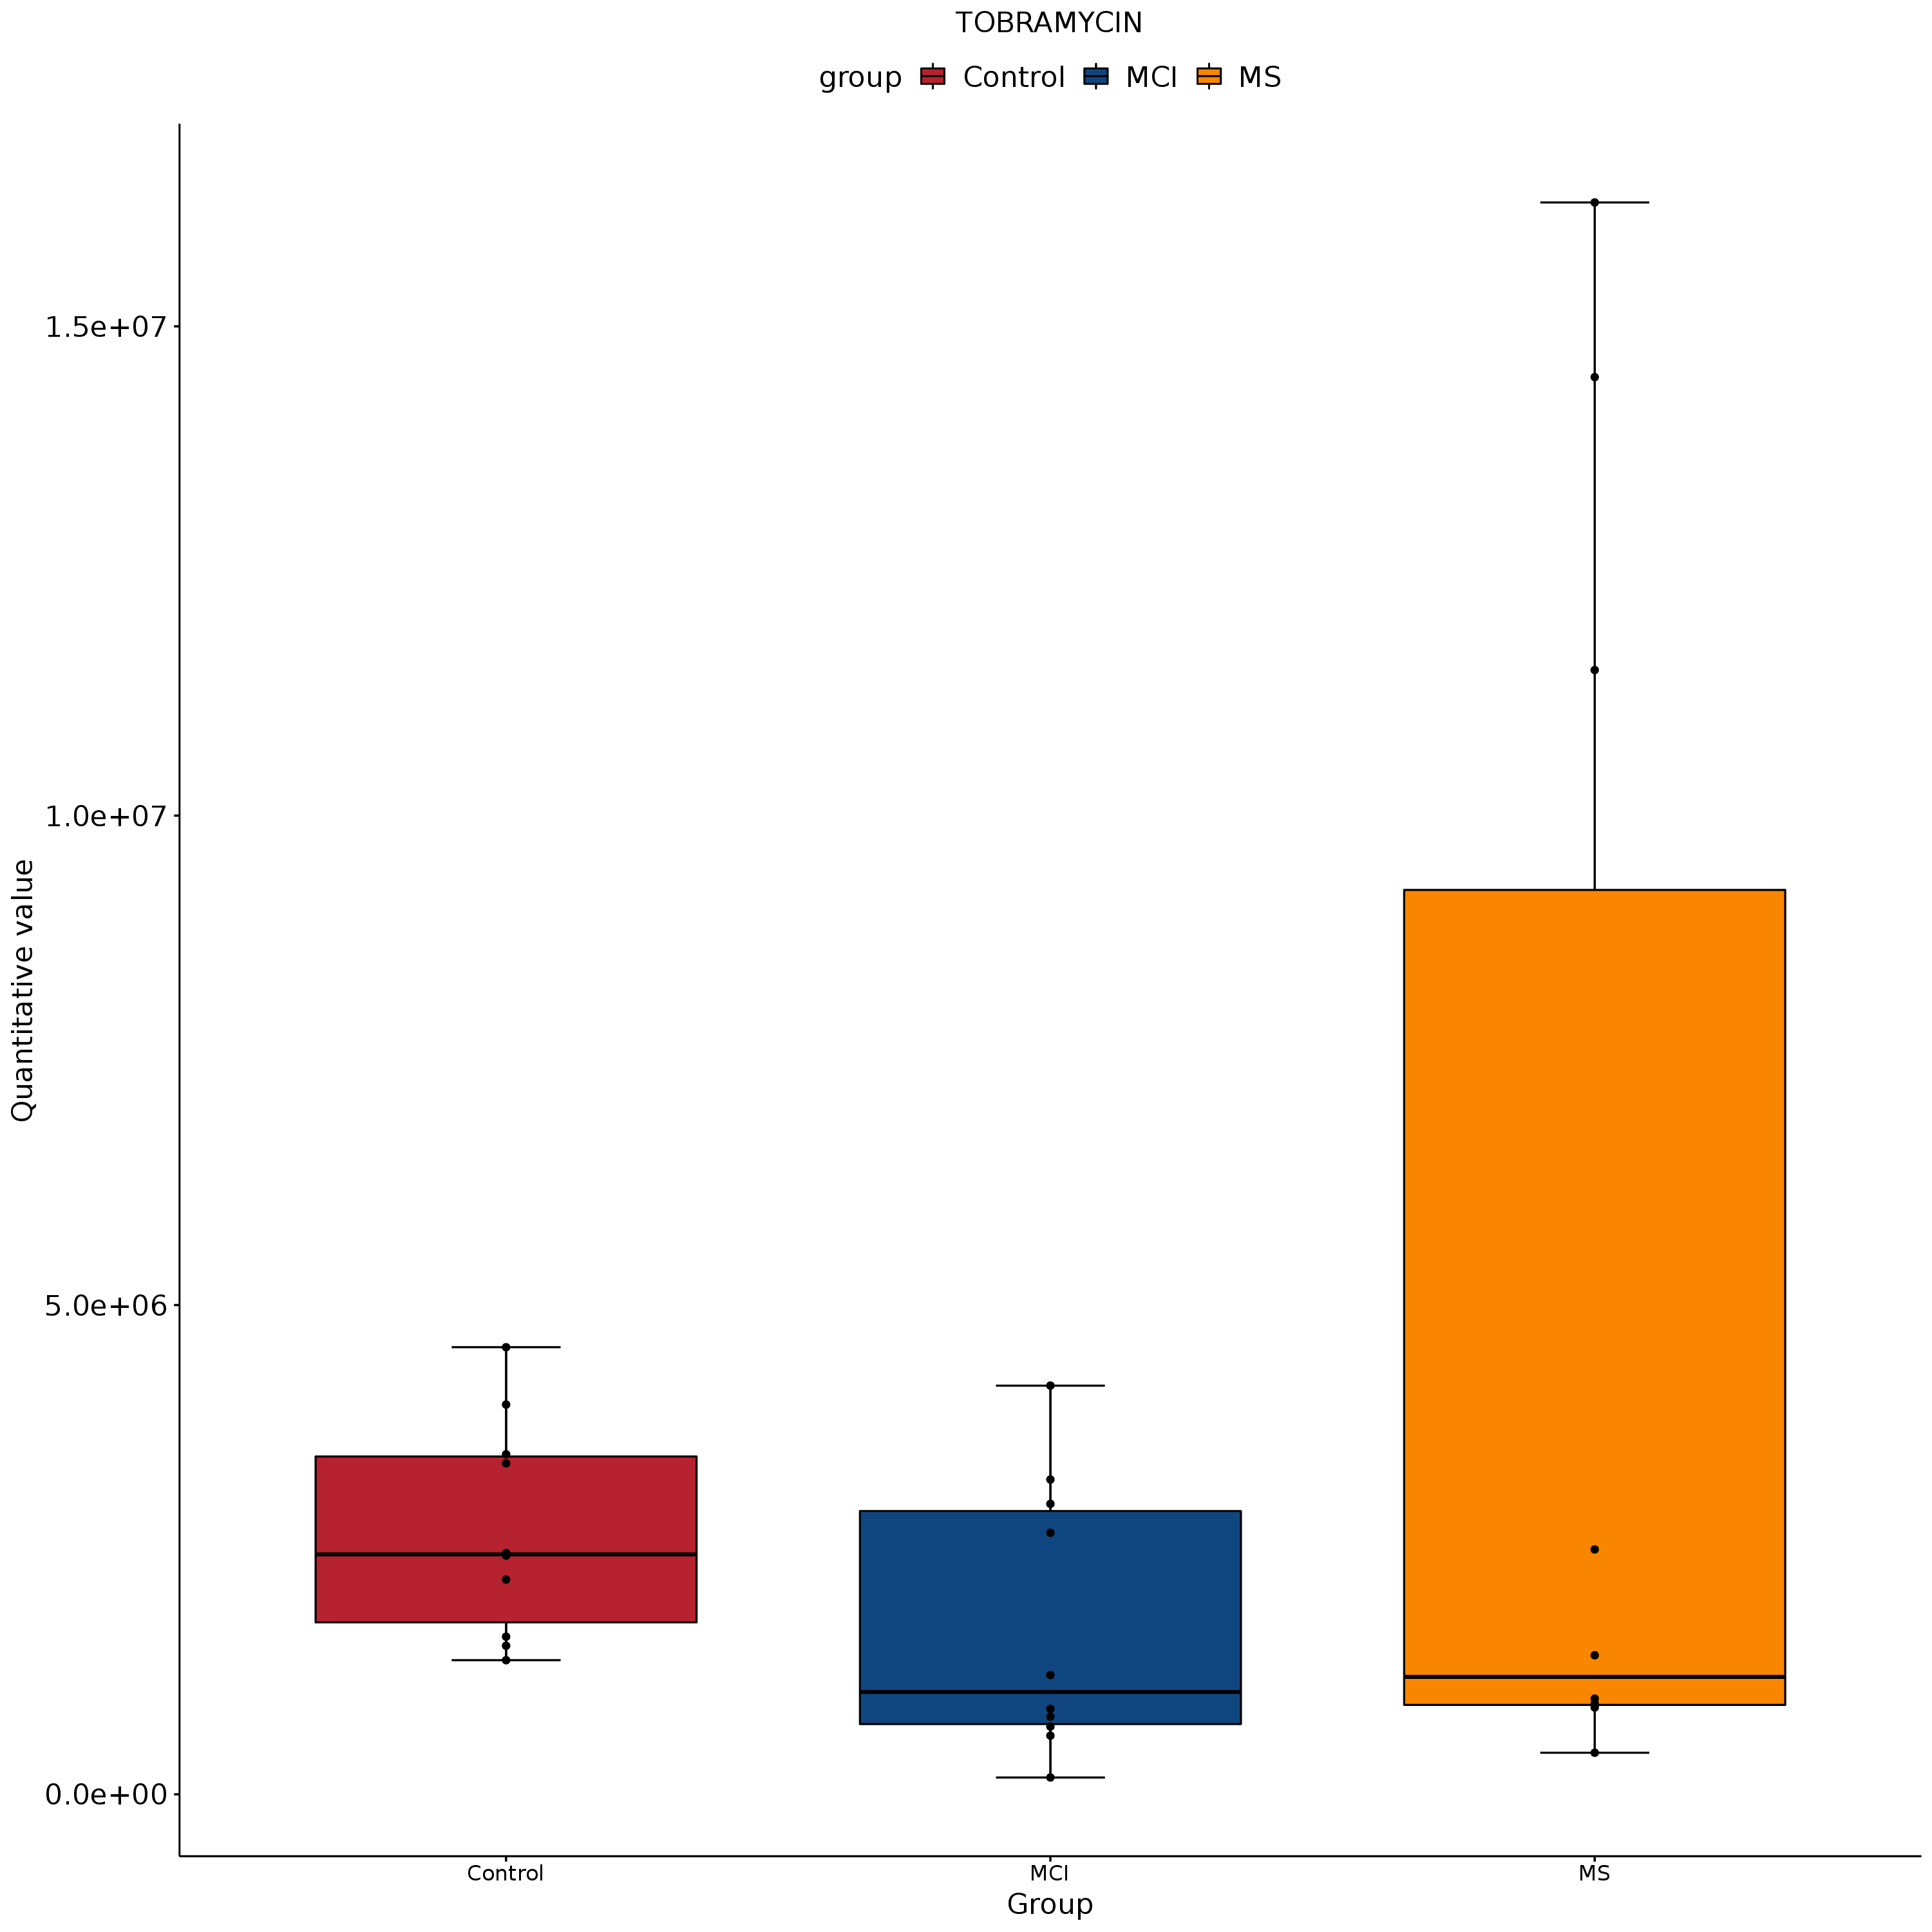 TOBRAMYCIN
group Control MCI MS
Quantitative value
1.5e+07
1.0e+07
5.0e+06
0.0e+00
Control MCI MS
Group